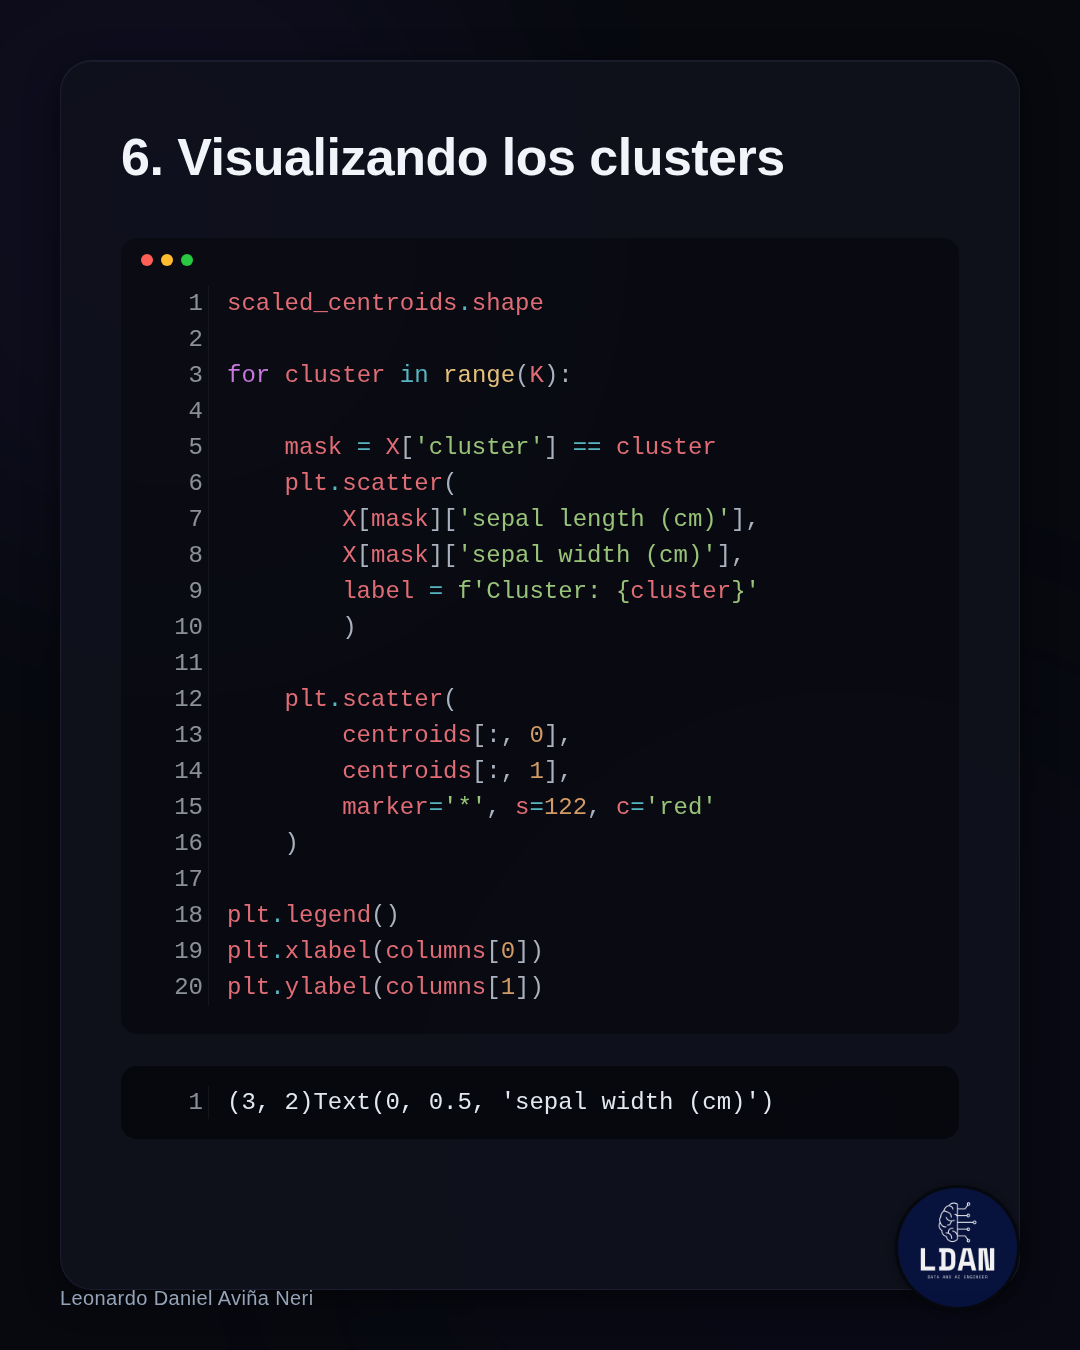 6. Visualizando los clusters
1 scaled_centroids.shape
2
3 for cluster in range(K):
4
5     mask = X['cluster'] == cluster
6     plt.scatter(
7         X[mask]['sepal length (cm)'],
8         X[mask]['sepal width (cm)'],
9         label = f'Cluster: {cluster}'
10         )
11
12     plt.scatter(
13         centroids[:, 0],
14         centroids[:, 1],
15         marker='*', s=122, c='red'
16     )
17
18 plt.legend()
19 plt.xlabel(columns[0])
20 plt.ylabel(columns[1])
1 (3, 2)Text(0, 0.5, 'sepal width (cm)')
LDAN
DATA AND AI ENGINEER
Leonardo Daniel Aviña Neri